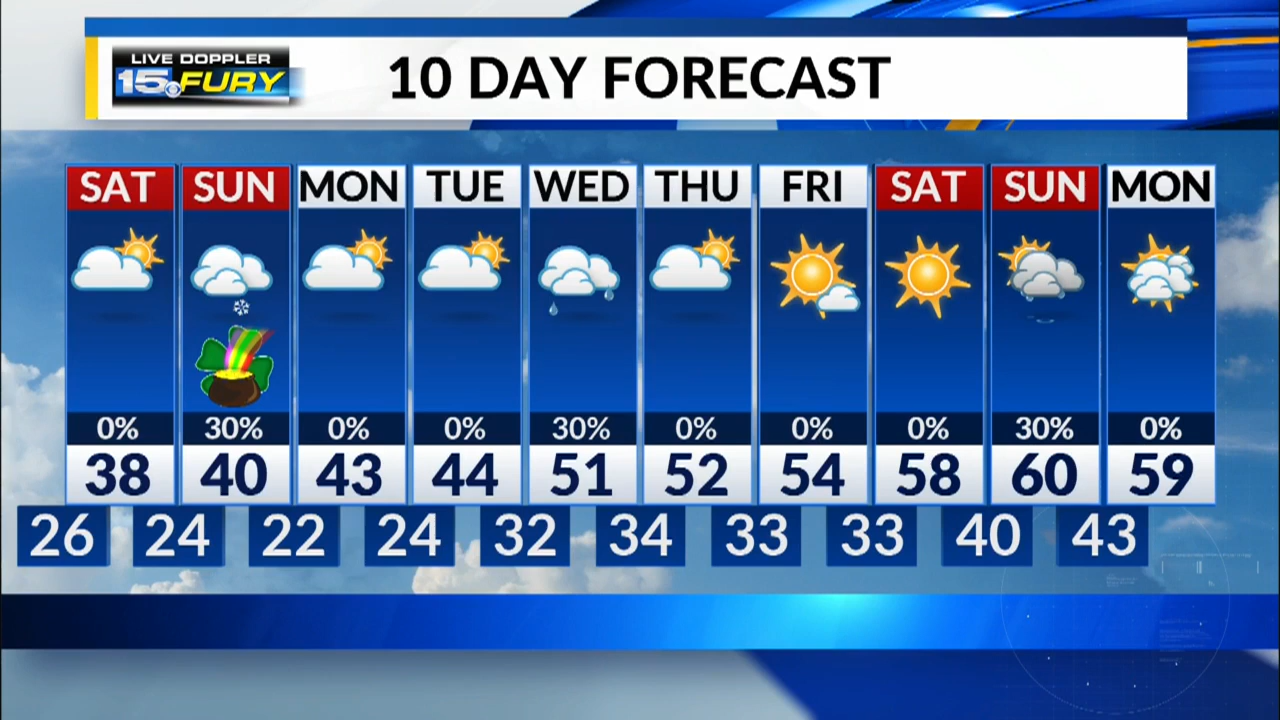 LIVE DOPPLER
15 FURY
10 DAY FORECAST
SAT SUN MON TUE WED THU FRI SAT SUN MON
0% 30% 0% 0% 30% 0% 0% 0% 30% 0%
38 40 43 44 51 52 54 58 60 59
26 24 22 24 32 34 33 33 40 43